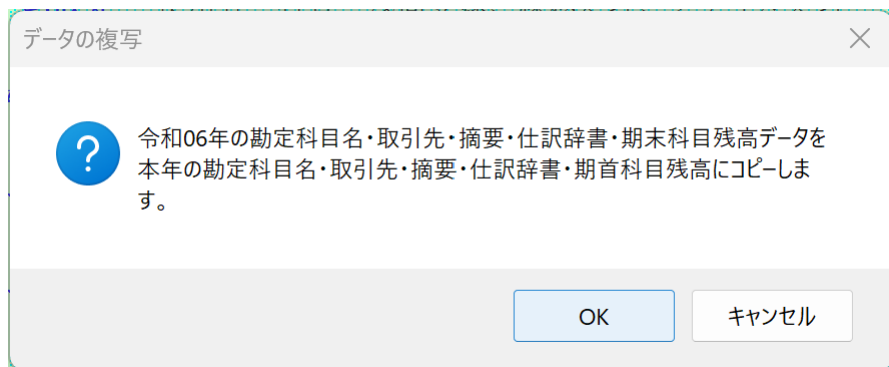 データの複写
令和06年の勘定科目名・取引先・摘要・仕訳辞書・期末科目残高データを
本年の勘定科目名・取引先・摘要・仕訳辞書・期首科目残高にコピーしま
す。
OK
キャンセル